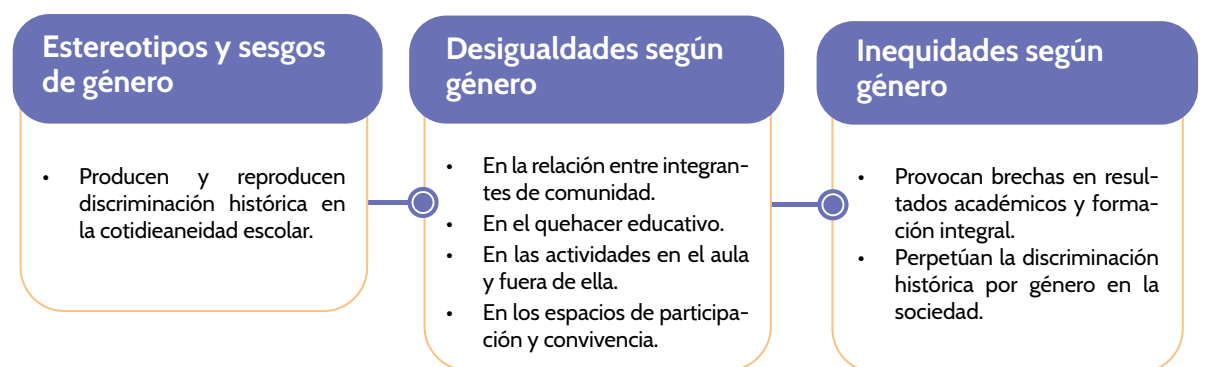 Estereotipos y sesgos
de género
• Producen y reproducen
discriminación histórica en
la cotidieaneidad escolar.
Desigualdades según
género
• En la relación entre integran-
tes de comunidad.
• En el quehacer educativo.
• En las actividades en el aula
y fuera de ella.
• En los espacios de participa-
ción y convivencia.
Inequidades según
género
• Provocan brechas en resul-
tados académicos y forma-
ción integral.
• Perpetúan la discriminación
histórica por género en la
sociedad.